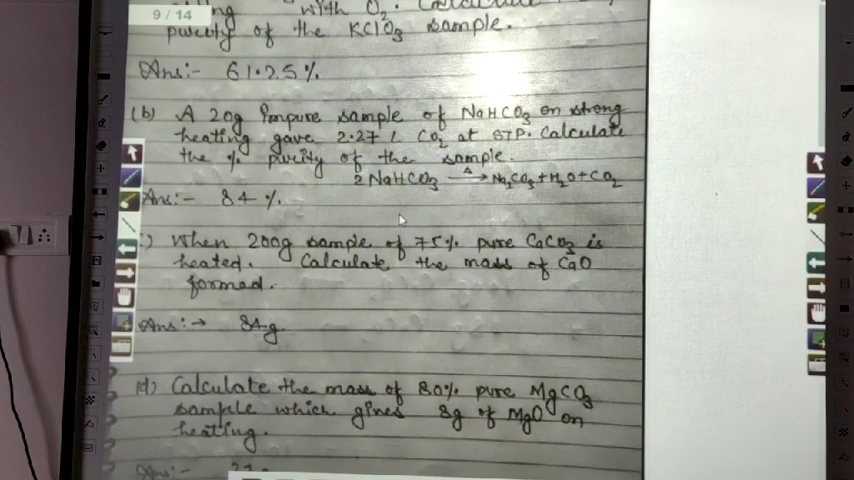 9 / 14
with O2. Calculate
purity of the KClO3 sample.
Ans:- 61.25%
(b) A 20g Impure sample of NaHCO3 on strong
heating gave 2.27 L CO2 at STP. Calculate
the % purity of the sample.
2 NaHCO3 —Δ→ Na2CO3 + H2O + CO2
Ans:- 84 %.
) When 200g sample of 75% pure CaCO3 is
heated. Calculate the mass of CaO
formed.
Ans:→ 84g
(d) Calculate the mass of 80% pure MgCO3
sample which gives 8g of MgO on
heating.
Ans:-